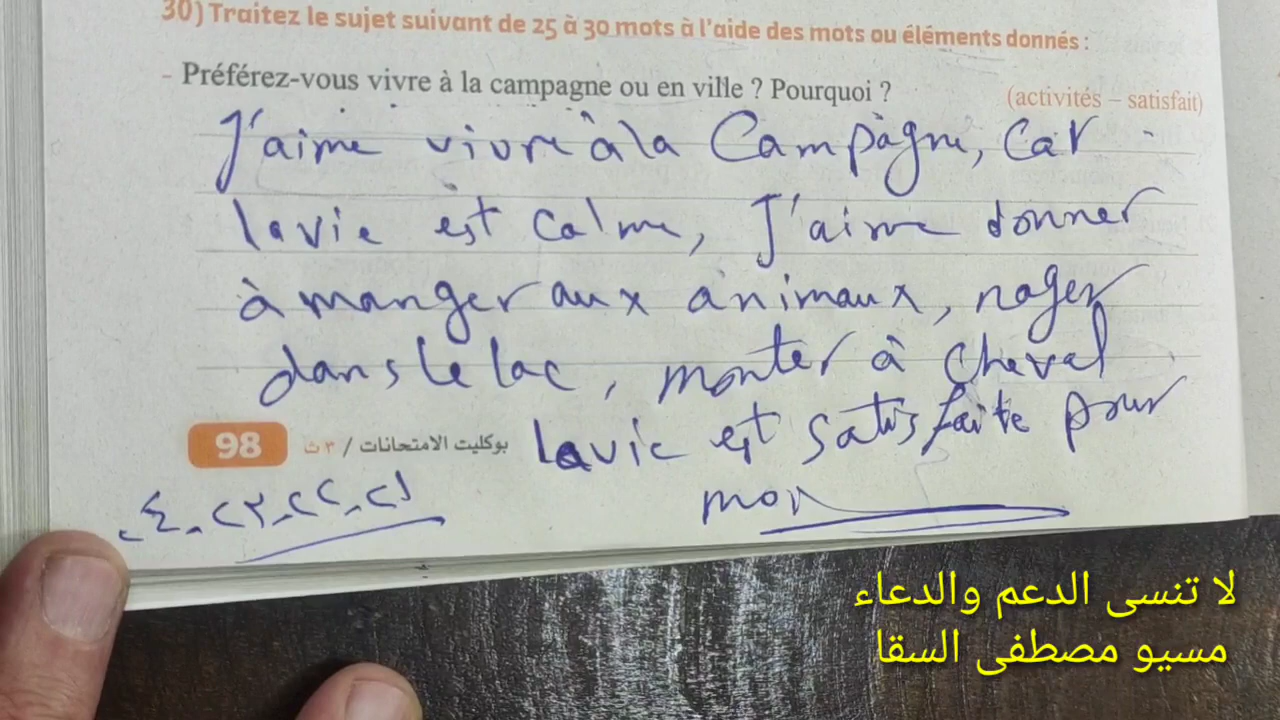 30) Traitez le sujet suivant de 25 à 30 mots à l'aide des mots ou éléments donnés :
- Préférez-vous vivre à la campagne ou en ville ? Pourquoi ?
(activités – satisfait)
J'aime vivre à la Campagne, Car
la vie est Calme, J'aime donner
à manger aux animaux, nager
dans le lac, monter à cheval
la vie est satisfaite pour
moi
98 بوكليت الامتحانات / ٣ ث
لا تنسى الدعم والدعاء
مسيو مصطفى السقا